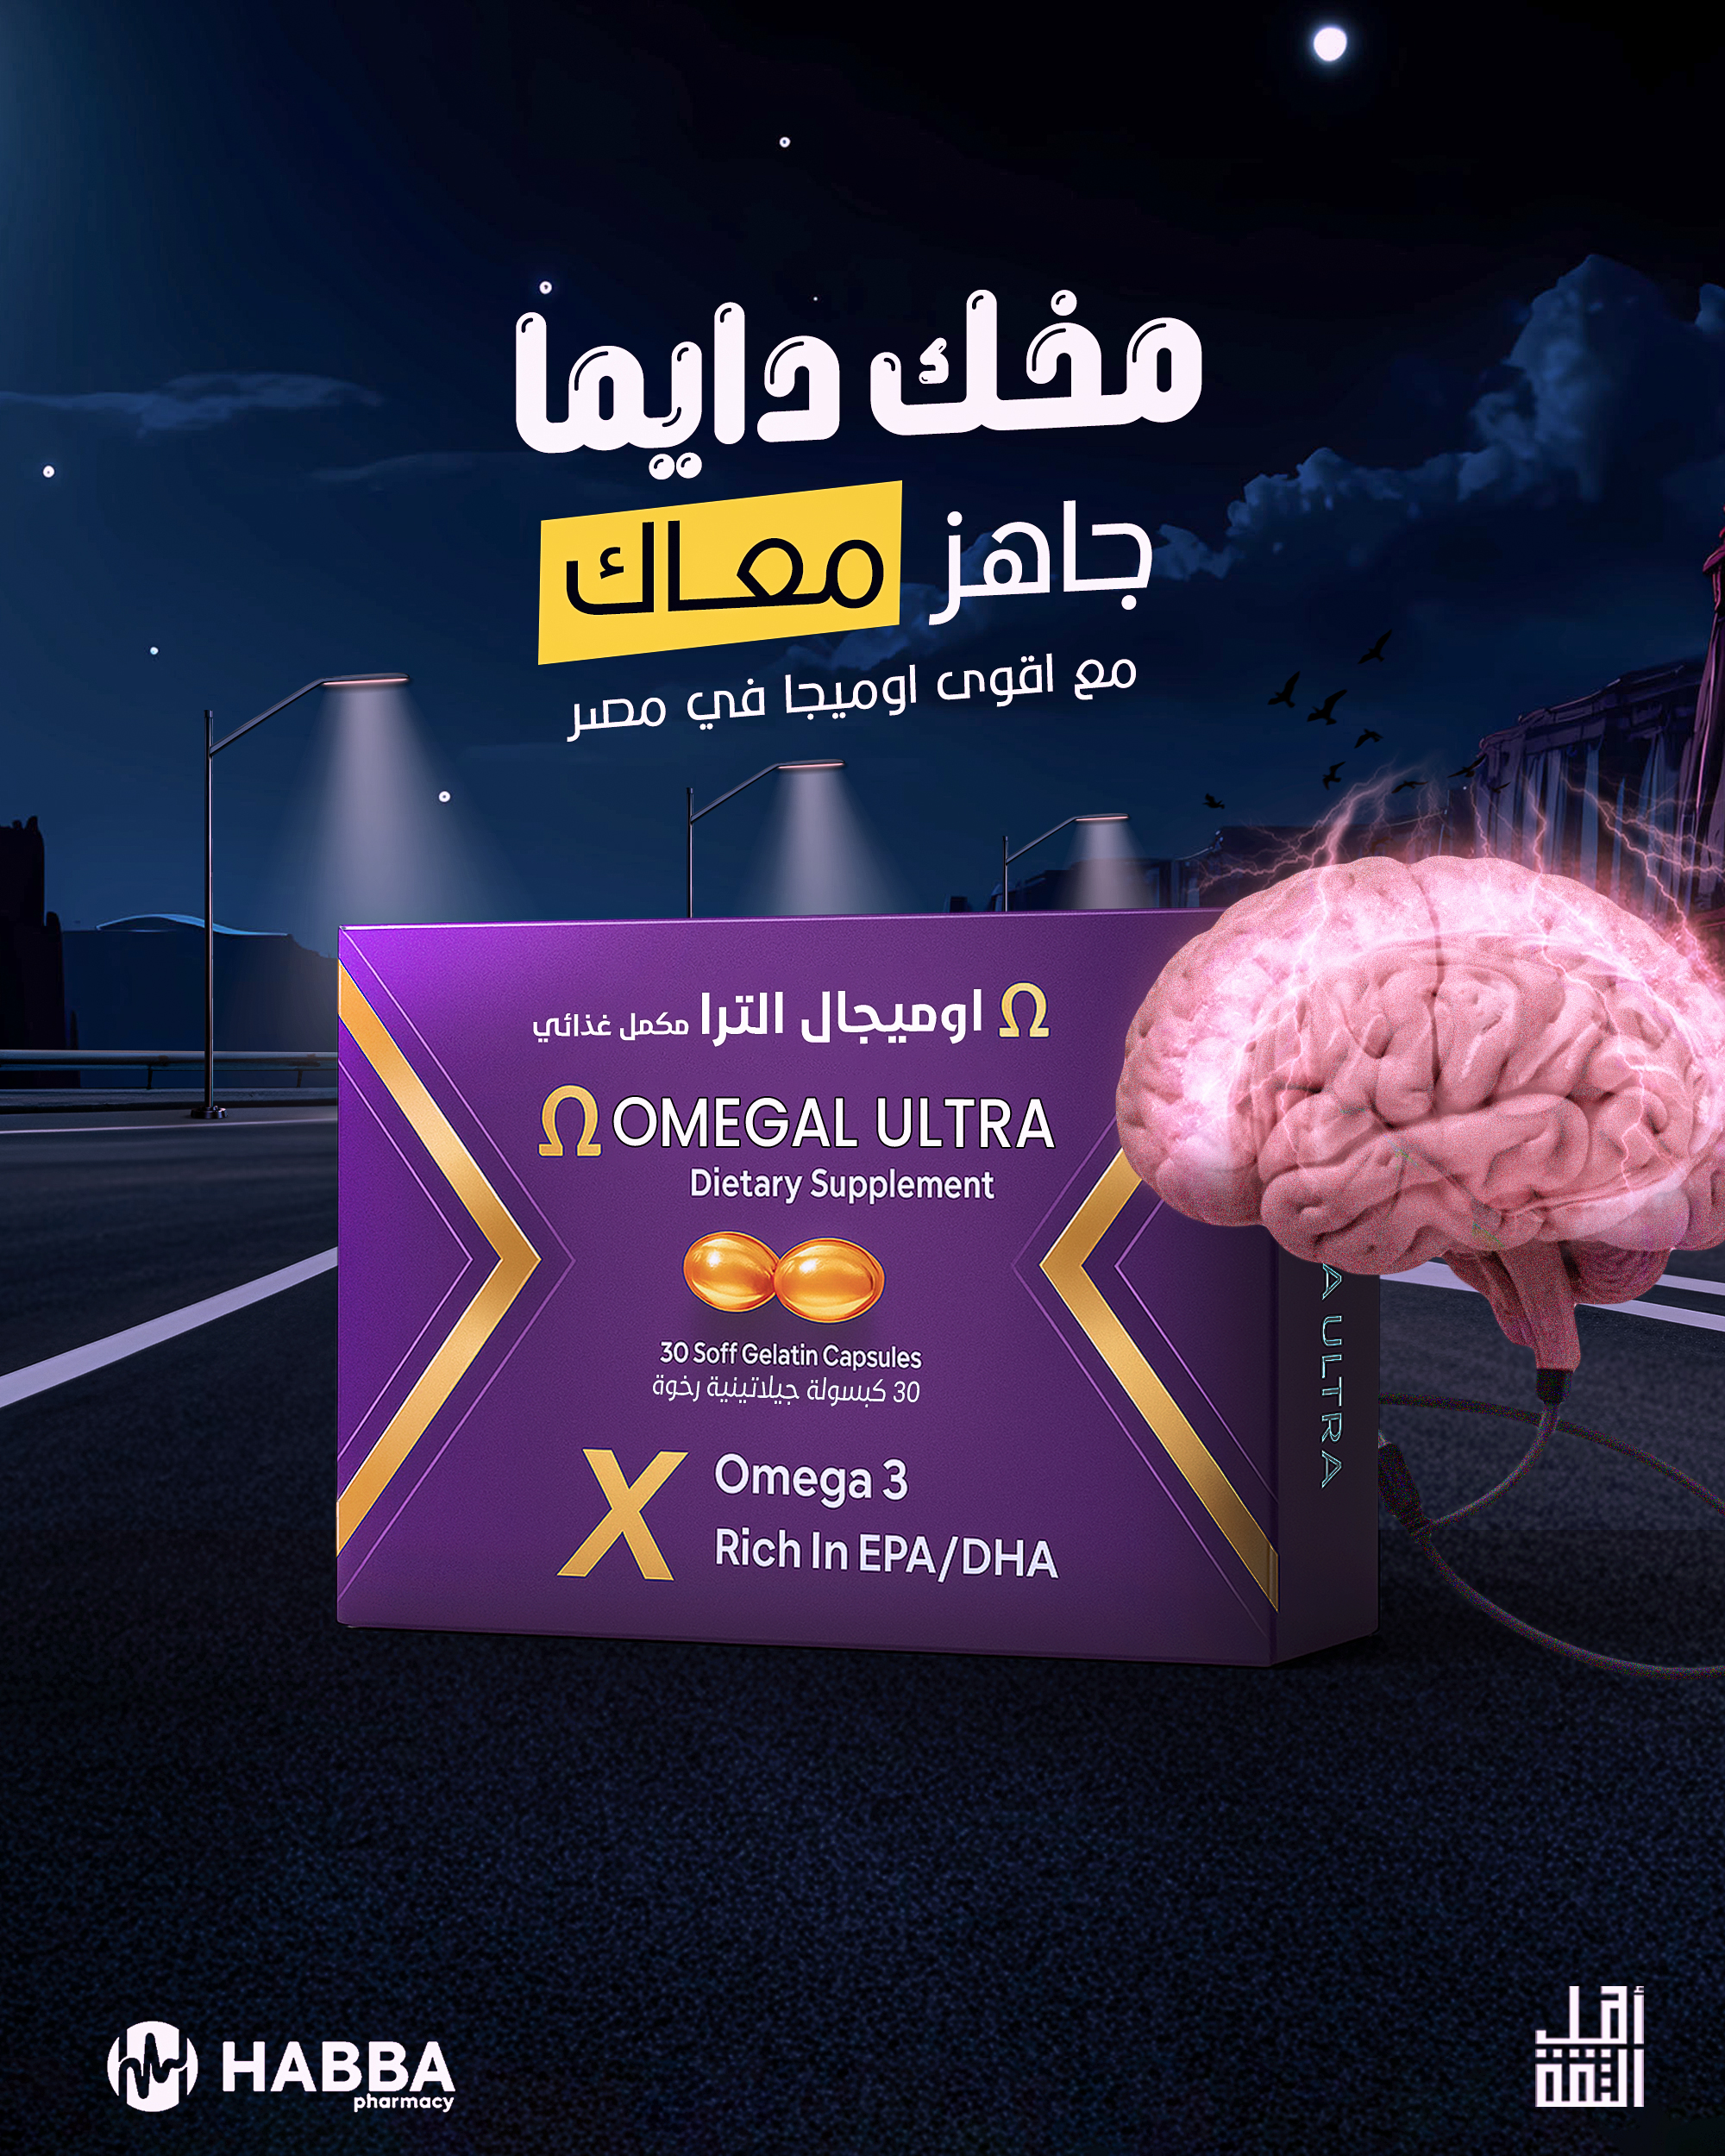 مخك دايما
جاهز معاك
مع اقوى اوميجا في مصر
Ω اوميجال الترا مكمل غذائي
Ω OMEGAL ULTRA
Dietary Supplement
30 Soff Gelatin Capsules
30 كبسولة جيلاتينية رخوة
X Omega 3
Rich In EPA/DHA
A ULTRA
HABBA
pharmacy
أهل
الثقة